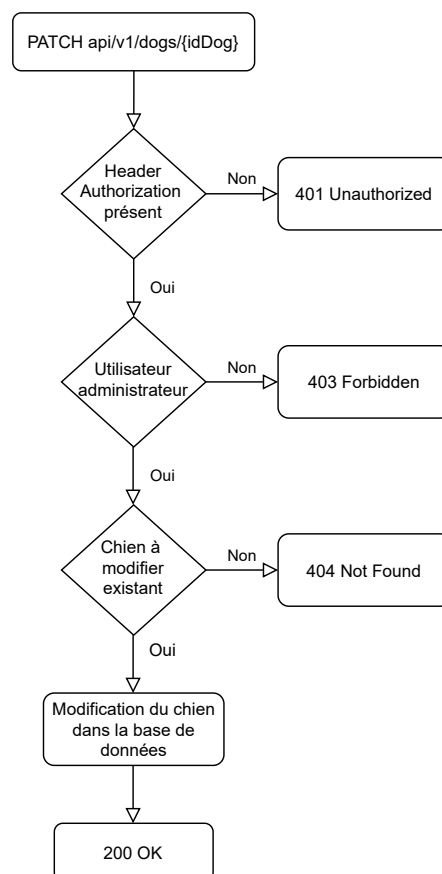 PATCH api/v1/dogs/{idDog}
Header
Authorization
présent
Non
401 Unauthorized
Oui
Utilisateur
administrateur
Non
403 Forbidden
Oui
Chien à
modifier
existant
Non
404 Not Found
Oui
Modification du chien
dans la base de
données
200 OK